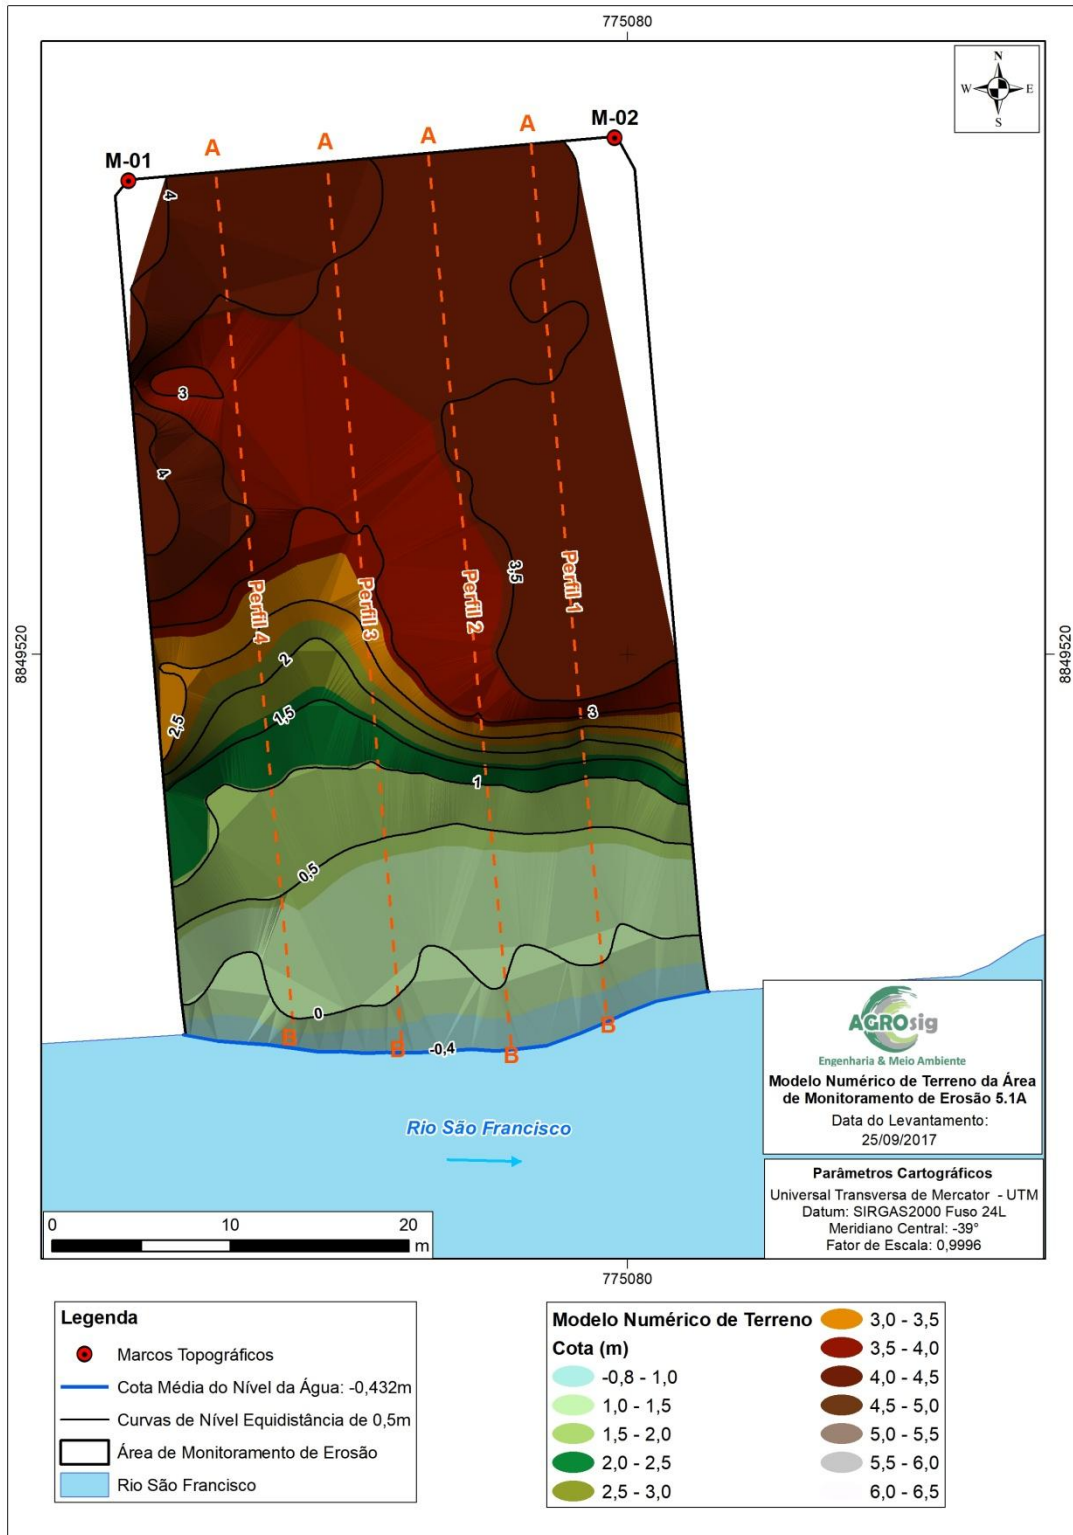 775080
N
W E
S
M-02
A
A
A
A
M-01
4
3
4
3,5
Perfil 1
Perfil 2
Perfil 3
Perfil 4
8849520
8849520
2
2,5
1,5
3
1
0,5
0
-0,4
B
B
B
B
Rio São Francisco
AGROsig
Engenharia & Meio Ambiente
Modelo Numérico de Terreno da Área
de Monitoramento de Erosão 5.1A
Data do Levantamento:
25/09/2017
Parâmetros Cartográficos
Universal Transversa de Mercator - UTM
Datum: SIRGAS2000 Fuso 24L
Meridiano Central: -39°
Fator de Escala: 0,9996
0 10 20
m
775080
Legenda
Marcos Topográficos
Cota Média do Nível da Água: -0,432m
Curvas de Nível Equidistância de 0,5m
Área de Monitoramento de Erosão
Rio São Francisco
Modelo Numérico de Terreno
Cota (m)
-0,8 - 1,0
1,0 - 1,5
1,5 - 2,0
2,0 - 2,5
2,5 - 3,0
3,0 - 3,5
3,5 - 4,0
4,0 - 4,5
4,5 - 5,0
5,0 - 5,5
5,5 - 6,0
6,0 - 6,5